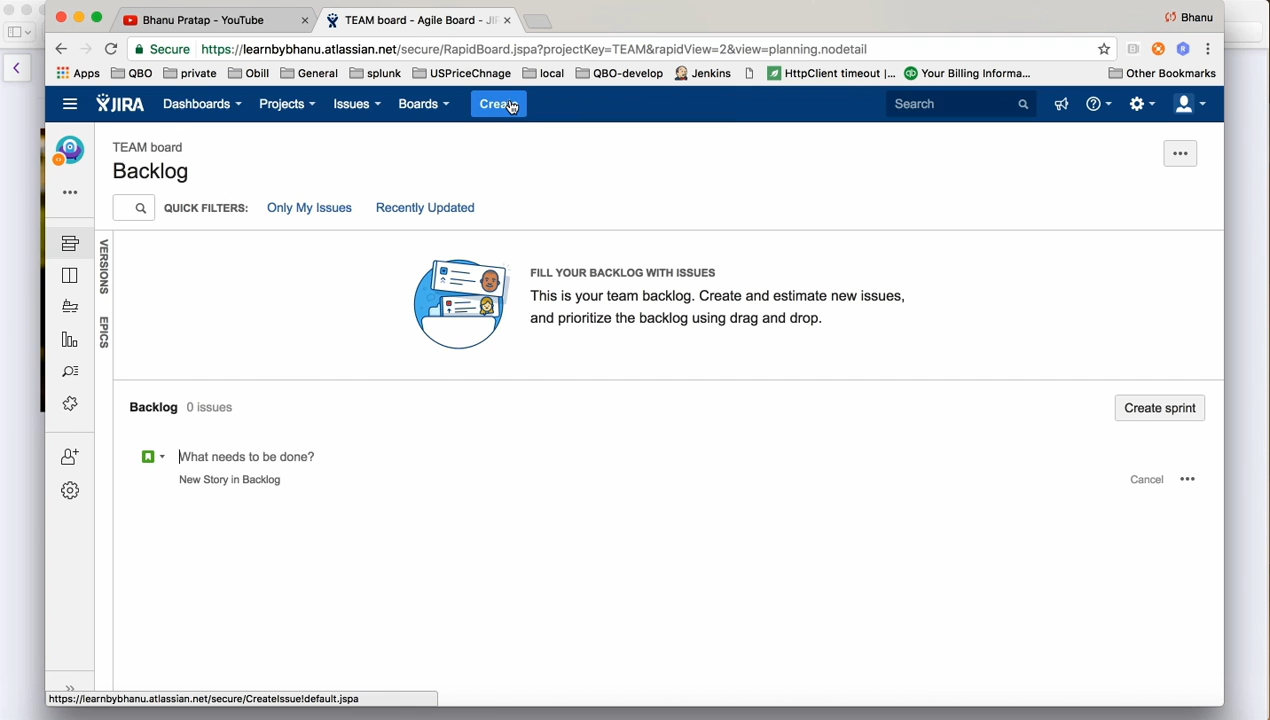 Bhanu Pratap - YouTube
TEAM board - Agile Board - JIR
Bhanu
Secure
https://learnbybhanu.atlassian.net/secure/RapidBoard.jspa?projectKey=TEAM&rapidView=2&view=planning.nodetail
Apps QBO private Obill General splunk USPriceChnage local QBO-develop Jenkins HttpClient timeout |... Your Billing Informa... Other Bookmarks
JIRA Dashboards Projects Issues Boards Search
TEAM board
Backlog
QUICK FILTERS: Only My Issues Recently Updated
VERSIONS
EPICS
FILL YOUR BACKLOG WITH ISSUES
This is your team backlog. Create and estimate new issues,
and prioritize the backlog using drag and drop.
Backlog 0 issues Create sprint
What needs to be done?
New Story in Backlog Cancel
https://learnbybhanu.atlassian.net/secure/CreateIssue!default.jspa